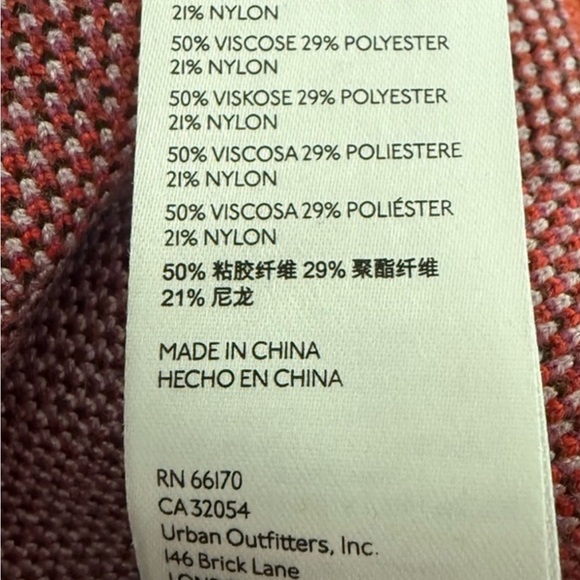 21% NYLON
50% VISCOSE 29% POLYESTER
21% NYLON
50% VISKOSE 29% POLYESTER
21% NYLON
50% VISCOSA 29% POLIESTERE
21% NYLON
50% VISCOSA 29% POLIÉSTER
21% NYLON
50% 粘胶纤维 29% 聚酯纤维
21% 尼龙
MADE IN CHINA
HECHO EN CHINA
RN 66170
CA 32054
Urban Outfitters, Inc.
146 Brick Lane